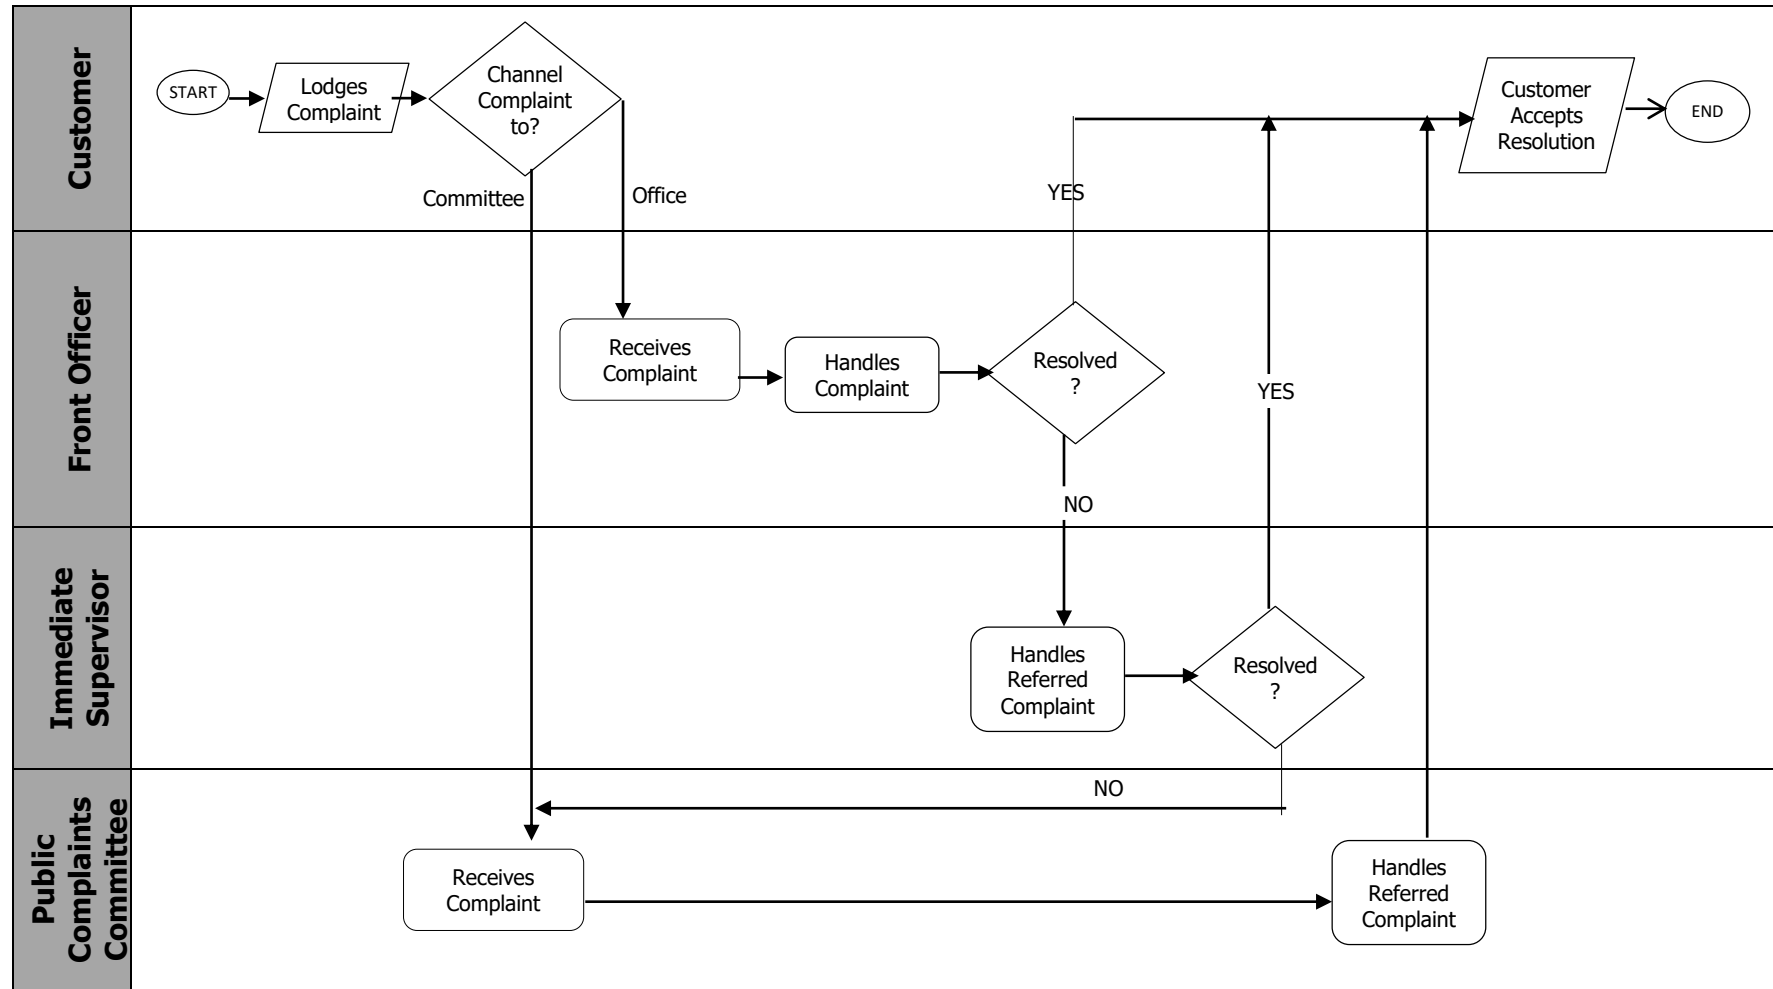 Customer
START
Lodges
Complaint
Channel
Complaint
to?
Committee
Office
YES
Customer
Accepts
Resolution
END
Front Officer
Receives
Complaint
Handles
Complaint
Resolved
?
YES
NO
Immediate
Supervisor
Handles
Referred
Complaint
Resolved
?
NO
Public
Complaints
Committee
Receives
Complaint
Handles
Referred
Complaint